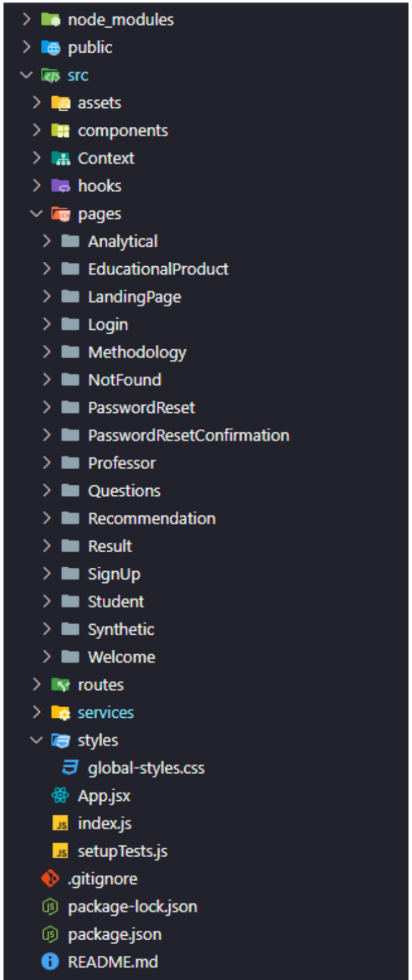 node_modules
public
src
assets
components
Context
hooks
pages
Analytical
EducationalProduct
LandingPage
Login
Methodology
NotFound
PasswordReset
PasswordResetConfirmation
Professor
Questions
Recommendation
Result
SignUp
Student
Synthetic
Welcome
routes
services
styles
global-styles.css
App.jsx
JS index.js
JS setupTests.js
.gitignore
package-lock.json
package.json
README.md